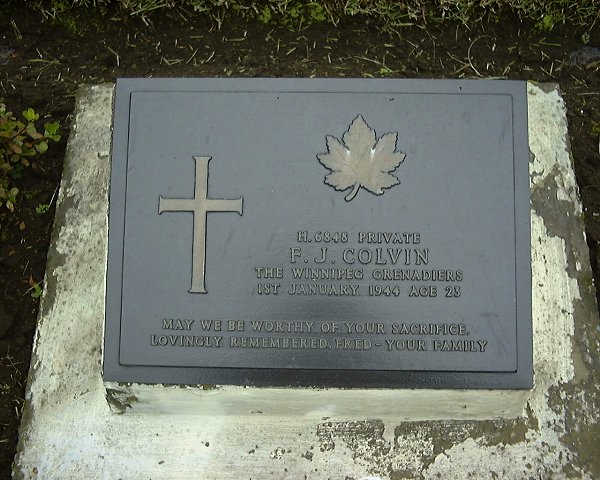 H. 6848 PRIVATE
F. J. COLVIN
THE WINNIPEG GRENADIERS
1ST JANUARY 1944 AGE 23
MAY WE BE WORTHY OF YOUR SACRIFICE.
LOVINGLY REMEMBERED, FRED - YOUR FAMILY